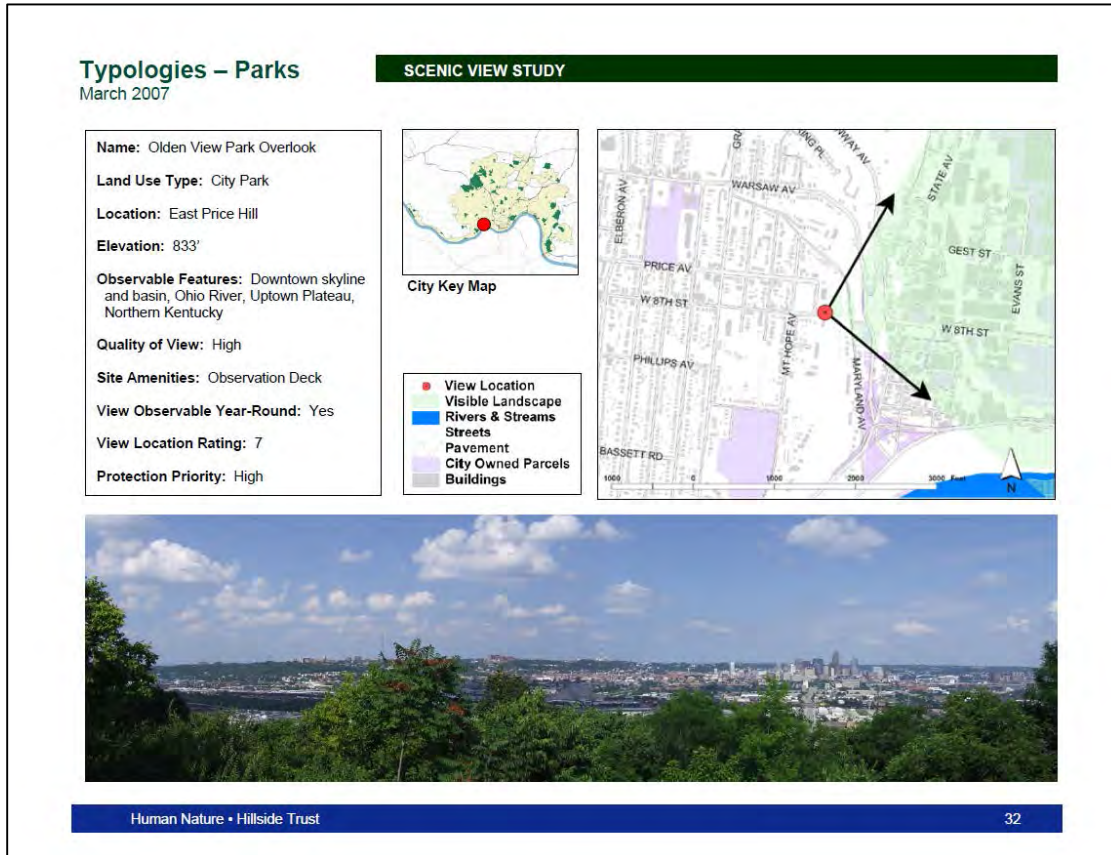 Typologies – Parks
March 2007
SCENIC VIEW STUDY
Name: Olden View Park Overlook
Land Use Type: City Park
Location: East Price Hill
Elevation: 833'
Observable Features: Downtown skyline
and basin, Ohio River, Uptown Plateau,
Northern Kentucky
Quality of View: High
Site Amenities: Observation Deck
View Observable Year-Round: Yes
View Location Rating: 7
Protection Priority: High
City Key Map
View Location
Visible Landscape
Rivers & Streams
Streets
Pavement
City Owned Parcels
Buildings
WARSAW AV
ELBERON AV
STATE AV
PRICE AV
GEST ST
EVANS ST
W 8TH ST
W 8TH ST
MT HOPE AV
PHILLIPS AV
MARYLAND AV
BASSETT RD
1000 0 1000 2000 3000 Feet
N
Human Nature • Hillside Trust
32